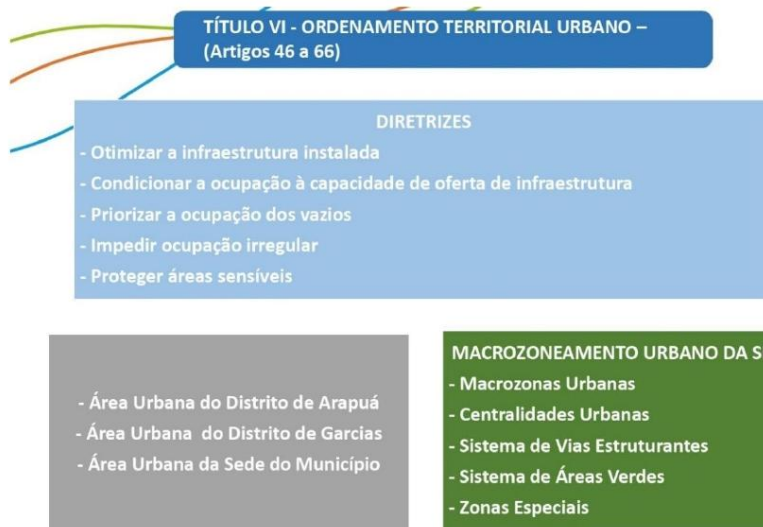 TÍTULO VI - ORDENAMENTO TERRITORIAL URBANO –
(Artigos 46 a 66)
DIRETRIZES
- Otimizar a infraestrutura instalada
- Condicionar a ocupação à capacidade de oferta de infraestrutura
- Priorizar a ocupação dos vazios
- Impedir ocupação irregular
- Proteger áreas sensíveis
- Área Urbana do Distrito de Arapuá
- Área Urbana do Distrito de Garcias
- Área Urbana da Sede do Município
MACROZONEAMENTO URBANO DA S
- Macrozonas Urbanas
- Centralidades Urbanas
- Sistema de Vias Estruturantes
- Sistema de Áreas Verdes
- Zonas Especiais